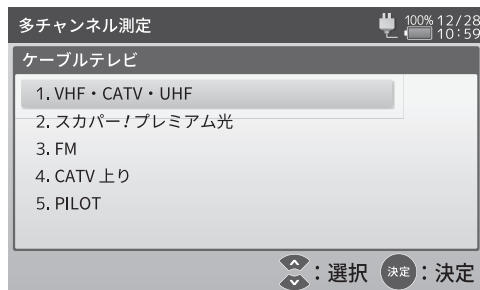 多チャンネル測定
100% 12/28
10:59
ケーブルテレビ
1. VHF・CATV・UHF
2. スカパー!プレミアム光
3. FM
4. CATV 上り
5. PILOT
：選択 決定：決定